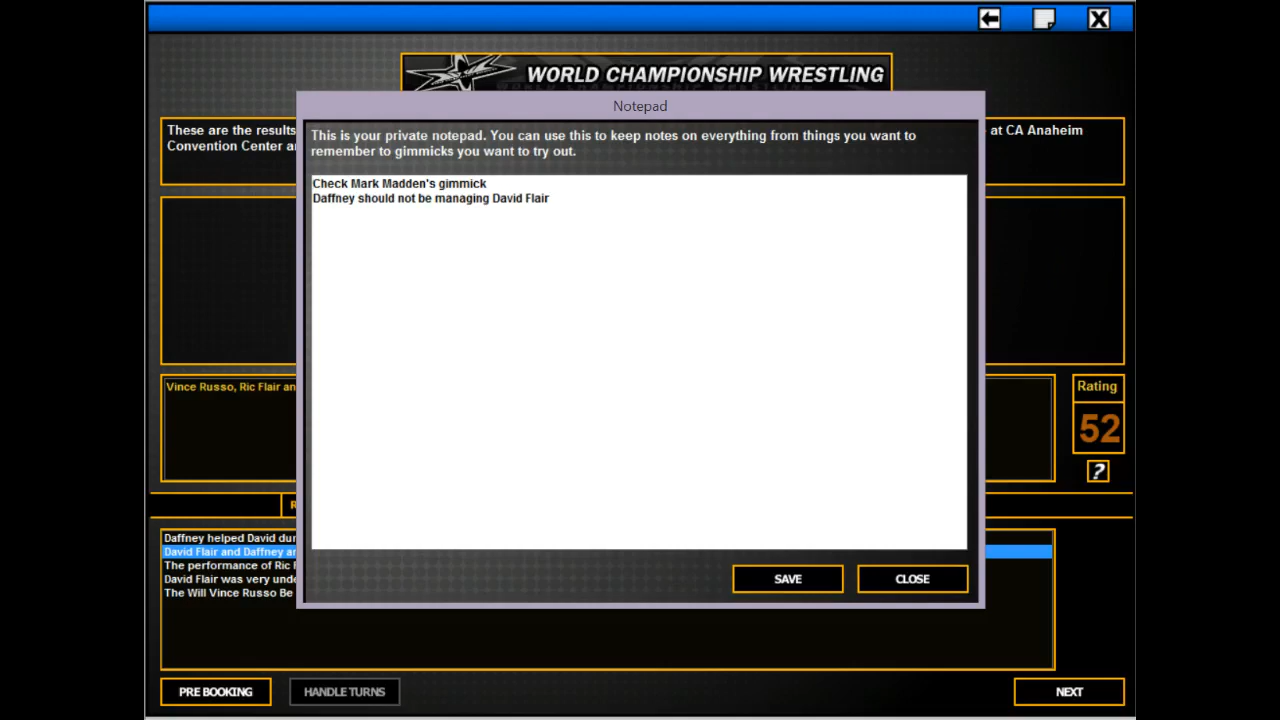 WORLD CHAMPIONSHIP WRESTLING
Notepad
These are the results
at CA Anaheim
Convention Center
This is your private notepad. You can use this to keep notes on everything from things you want to
remember to gimmicks you want to try out.
Check Mark Madden's gimmick
Daffney should not be managing David Flair
Vince Russo, Ric Flair an
Rating
52
?
Daffney helped David du
David Flair and Daffney a
The performance of Ric
David Flair was very unde
The Will Vince Russo Be
SAVE
CLOSE
PRE BOOKING
HANDLE TURNS
NEXT